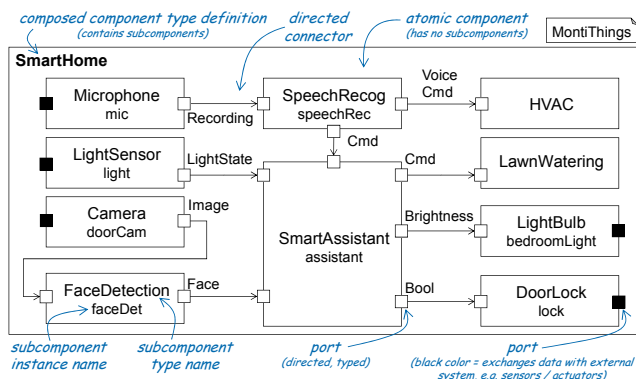 composed component type definition
(contains subcomponents)
directed
connector
atomic component
(has no subcomponents)
MontiThings
SmartHome
Microphone
mic
Recording
SpeechRecog
speechRec
Voice
Cmd
HVAC
Cmd
LightSensor
light
LightState
Cmd
LawnWatering
Camera
doorCam
Image
SmartAssistant
assistant
Brightness
LightBulb
bedroomLight
FaceDetection
faceDet
Face
Bool
DoorLock
lock
subcomponent
instance name
subcomponent
type name
port
(directed, typed)
port
(black color = exchanges data with external
system, e.g. sensors / actuators)